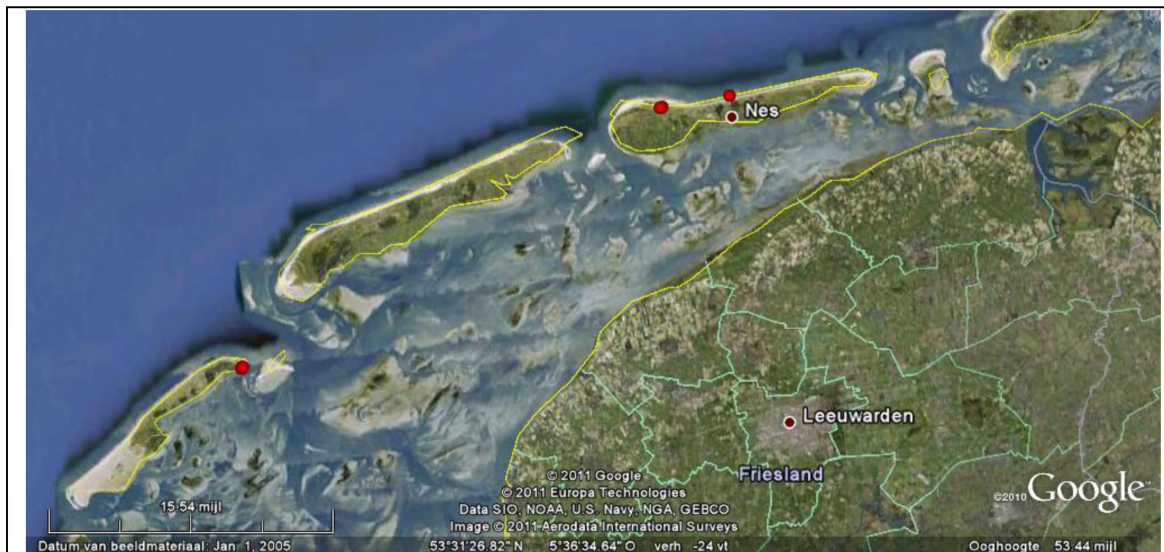 Nes
Leeuwarden
Friesland
© 2011 Google
© 2011 Europa Technologies
Data SIO, NOAA, U.S. Navy, NGA, GEBCO
Image © 2011 Aerodata International Surveys
©2010 Google™
15.54 mijl
Datum van beeldmateriaal: Jan 1, 2005 53°31'26.82" N 5°36'34.64" O verh -24 vt Ooghoogte 53.44 mijl